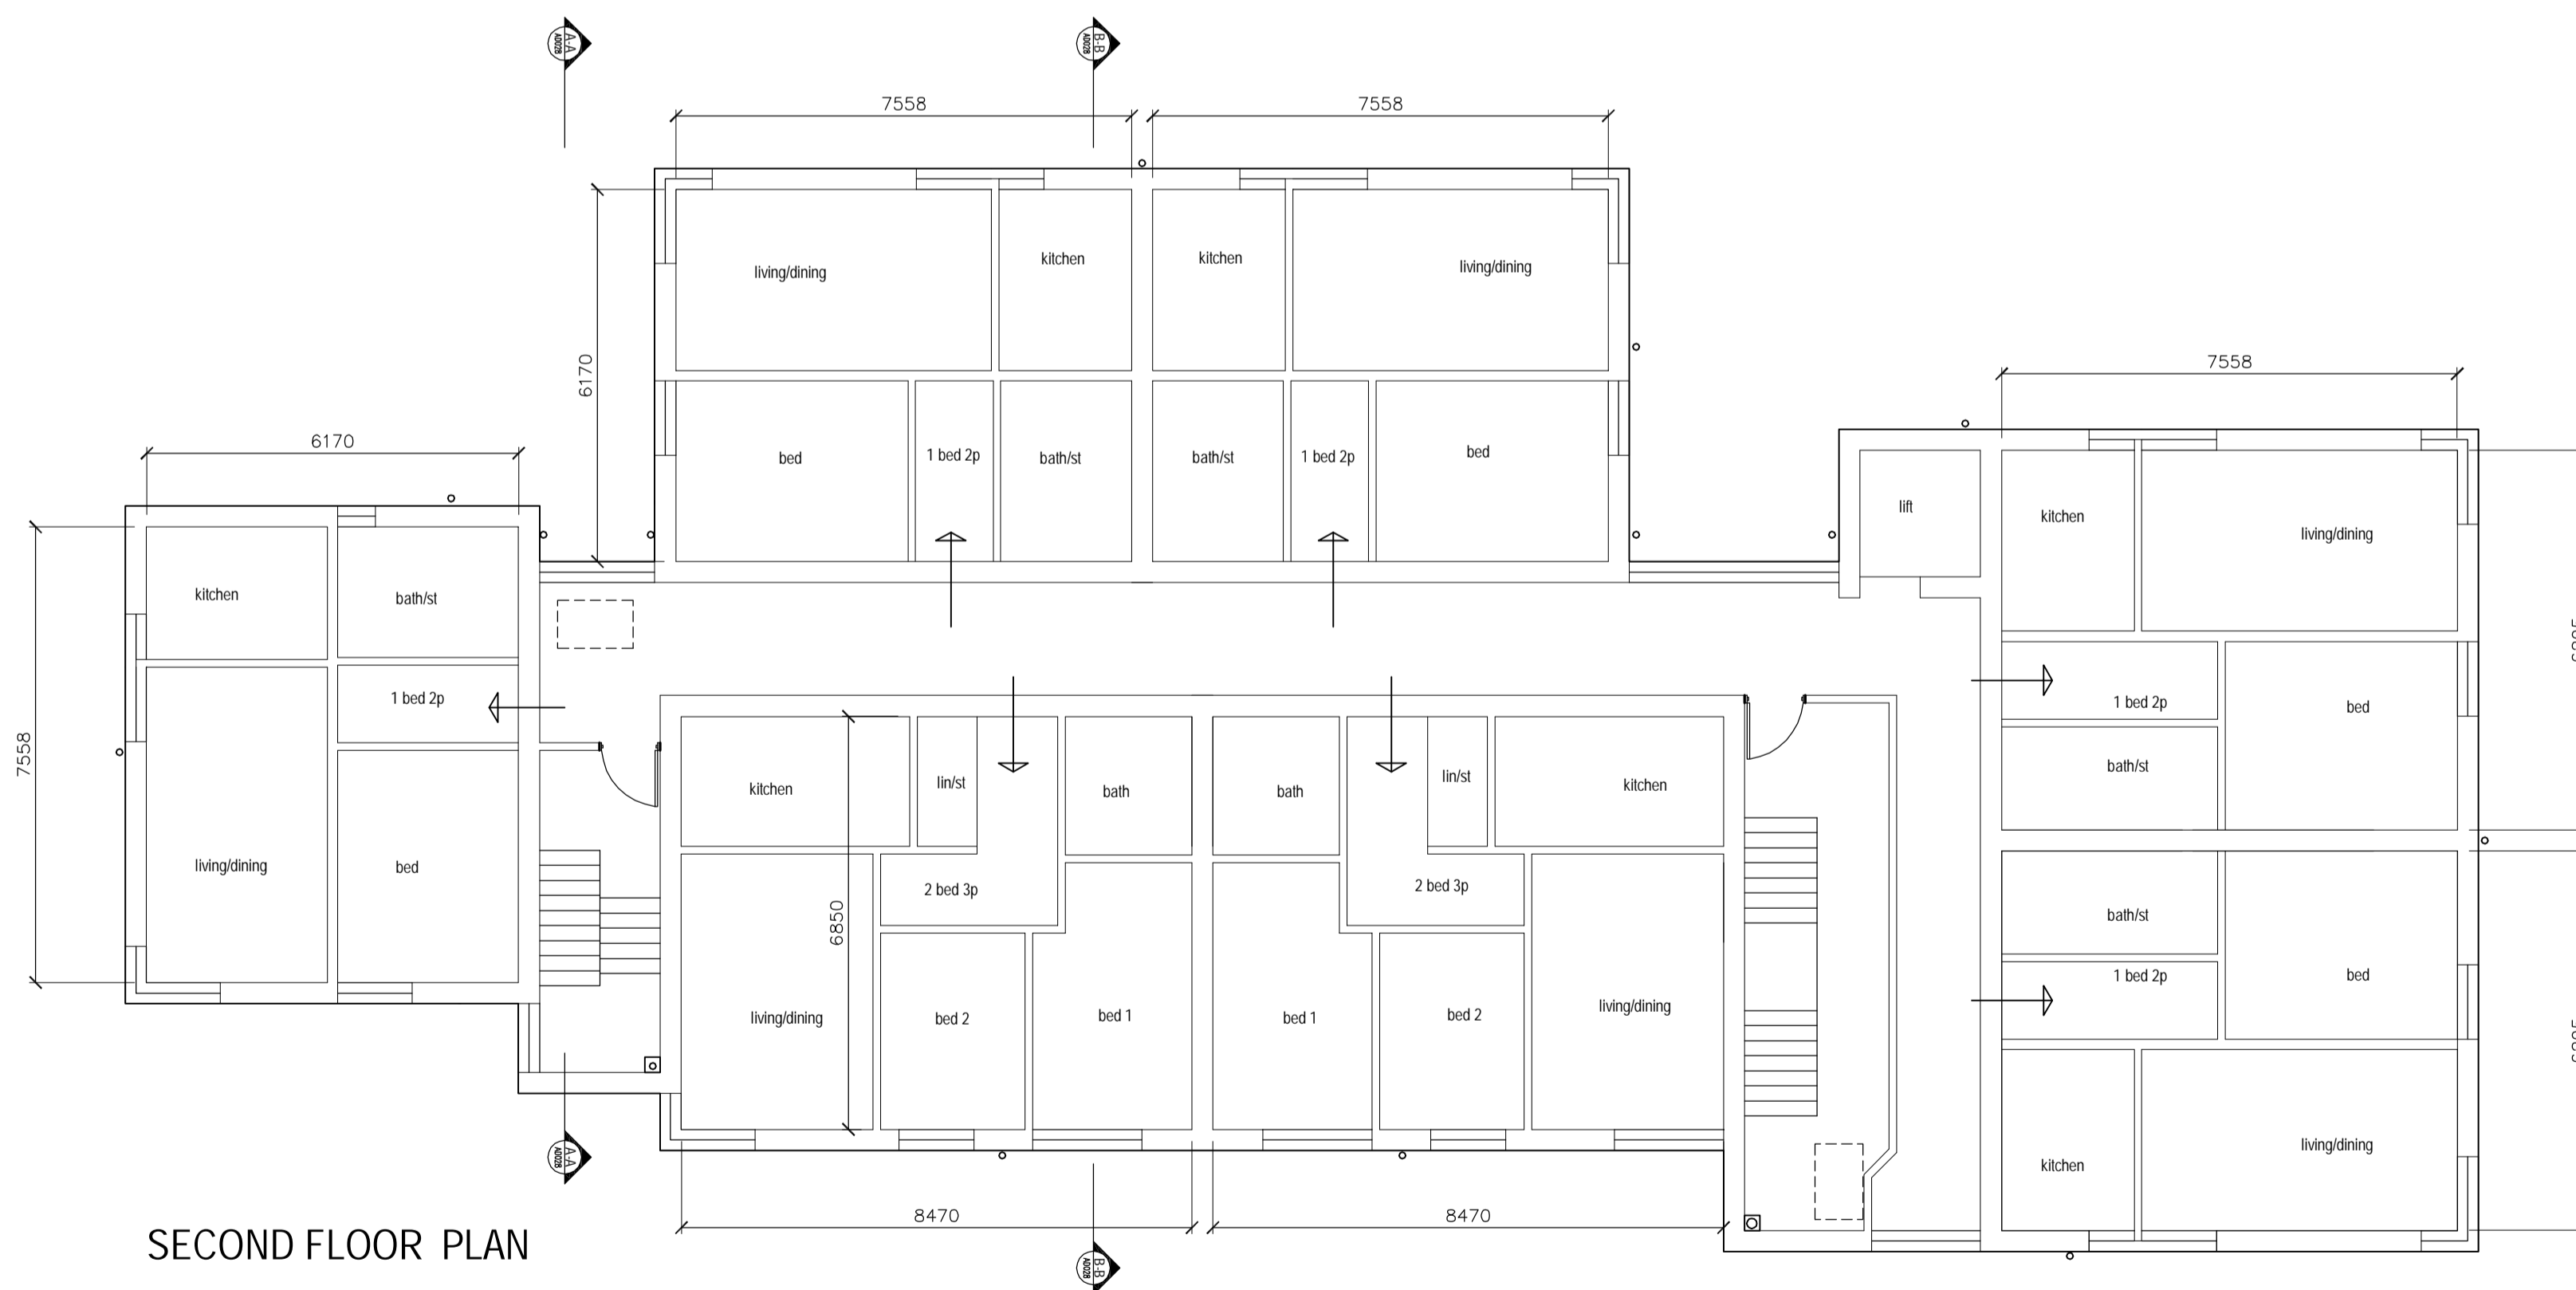 A-A
A0028
B-B
A0028
7558
7558
6170
living/dining
kitchen
kitchen
living/dining
7558
6170
bed
1 bed 2p
bath/st
bath/st
1 bed 2p
bed
lift
kitchen
living/dining
kitchen
bath/st
1 bed 2p
7558
living/dining
bed
kitchen
lin/st
bath
bath
lin/st
kitchen
1 bed 2p
bed
bath/st
2 bed 3p
6850
2 bed 3p
bath/st
1 bed 2p
bed
living/dining
bed 2
bed 1
bed 1
bed 2
living/dining
kitchen
living/dining
A-A
A0028
8470
8470
SECOND FLOOR PLAN
B-B
A0028